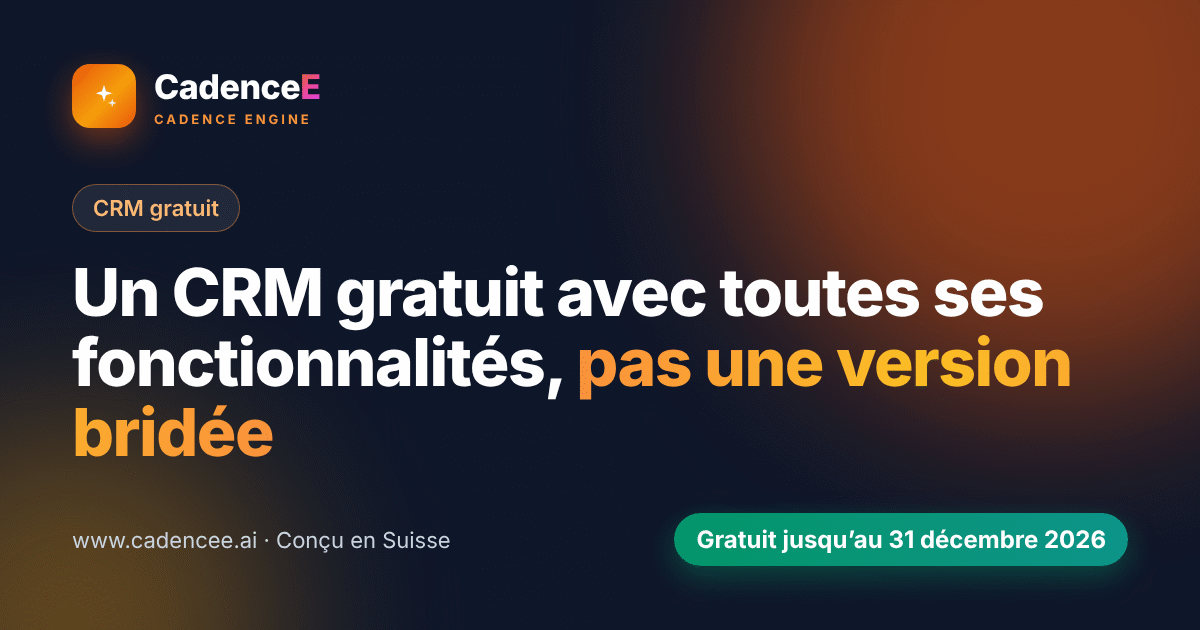 CadenceE
CADENCE ENGINE
CRM gratuit
Un CRM gratuit avec toutes ses
fonctionnalités, pas une version
bridée
www.cadencee.ai · Conçu en Suisse
Gratuit jusqu’au 31 décembre 2026